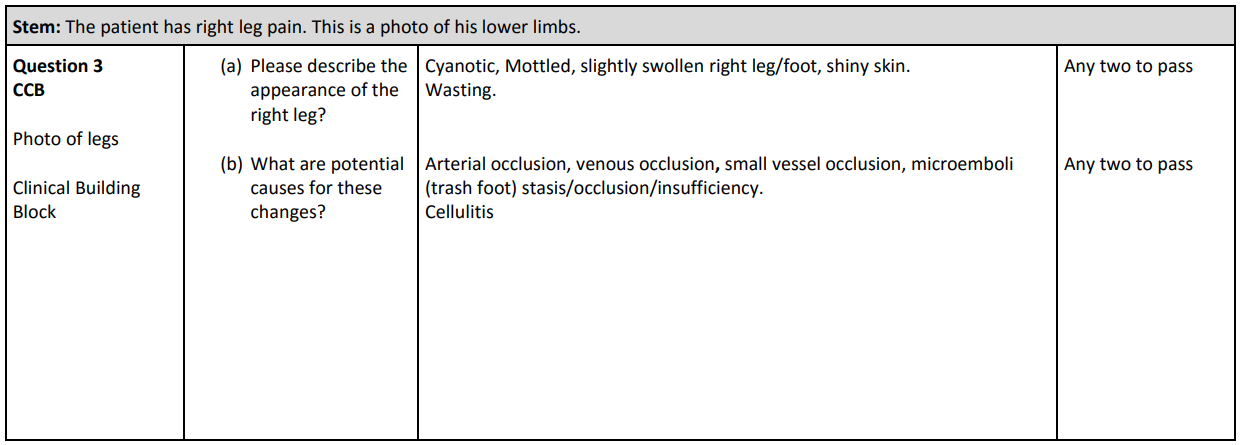 Stem: The patient has right leg pain. This is a photo of his lower limbs.
Question 3
CCB
Photo of legs
Clinical Building
Block
(a) Please describe the
appearance of the
right leg?
Cyanotic, Mottled, slightly swollen right leg/foot, shiny skin.
Wasting.
Any two to pass
(b) What are potential
causes for these
changes?
Arterial occlusion, venous occlusion, small vessel occlusion, microemboli
(trash foot) stasis/occlusion/insufficiency.
Cellulitis
Any two to pass